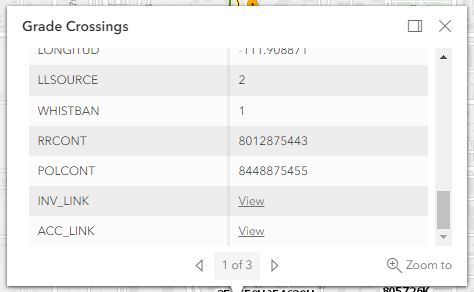 Grade Crossings
LONGITUD -111.908871
LLSOURCE 2
WHISTBAN 1
RRCONT 8012875443
POLCONT 8448875455
INV_LINK View
ACC_LINK View
1 of 3 Zoom to
805726K